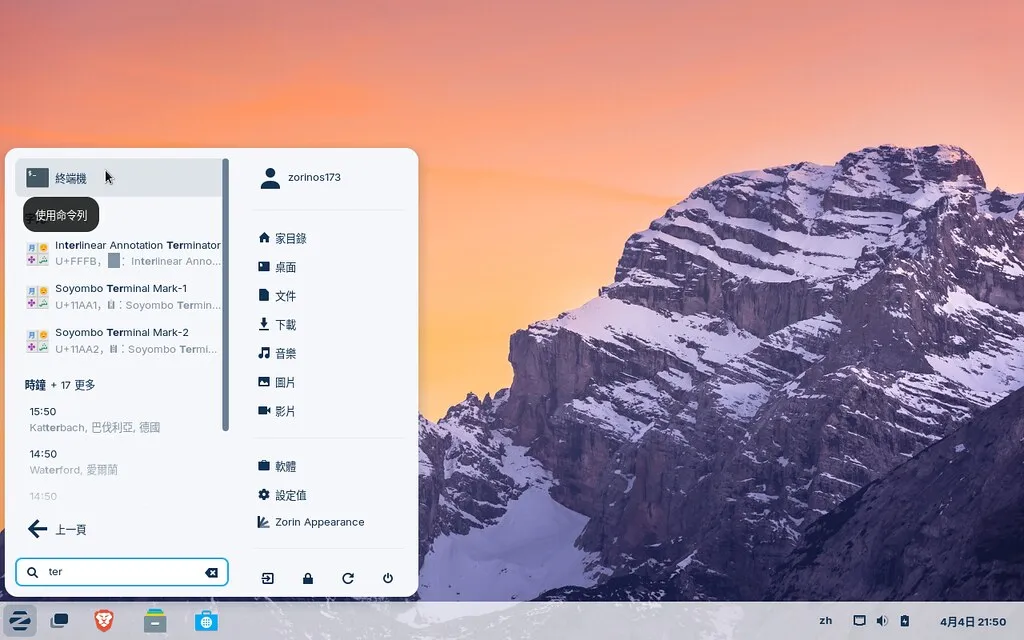 終端機
使用命令列
Interlinear Annotation Terminator
U+FFFB，　：Interlinear Anno...
Soyombo Terminal Mark-1
U+11AA1，：Soyombo Termin...
Soyombo Terminal Mark-2
U+11AA2，：Soyombo Termi...
時鐘 + 17 更多
15:50
Katterbach, 巴伐利亞, 德國
14:50
Waterford, 愛爾蘭
14:50
上一頁
ter
zorinos173
家目錄
桌面
文件
下載
音樂
圖片
影片
軟體
設定值
Zorin Appearance
zh
4月4日 21:50